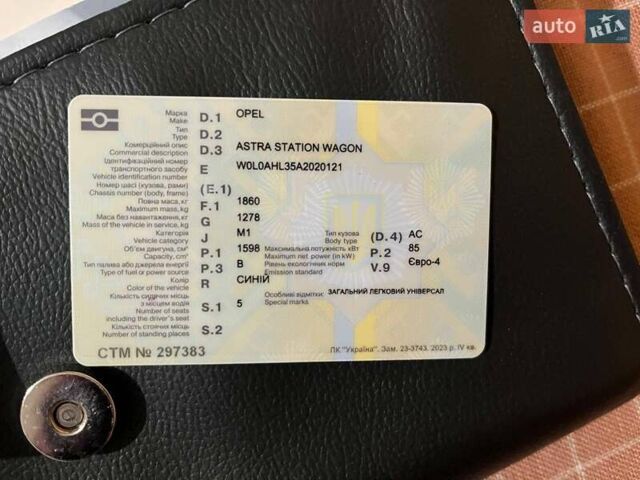 auto RIA.com
Марка Make D.1 OPEL
Тип Type D.2
Комерційний опис Commercial description D.3 ASTRA STATION WAGON
Ідентифікаційний номер транспортного засобу Vehicle identification number E W0L0AHL35A2020121
Номер шасі (кузова, рами) Chassis number (body, frame) (E.1)
Повна маса, кг Maximum mass, kg F.1 1860
Маса без навантаження, кг Mass of the vehicle in service, kg G 1278
Категорія Vehicle category J M1 Тип кузова Body type (D.4) AC
Об'єм двигуна, см³ Capacity, cm³ P.1 1598 Максимальна потужність кВт Maximum net power (in kW) P.2 85
Тип палива або джерела енергії Type of fuel or power source P.3 B Рівень екологічних норм Emission standard V.9 Євро-4
Колір Color of the vehicle R СИНІЙ
Кількість сидячих місць з місцем водія Number of seats including the driver's seat S.1 5 Особливі відмітки: Special marks ЗАГАЛЬНИЙ ЛЕГКОВИЙ УНІВЕРСАЛ
Кількість стоячих місць Number of standing places S.2
СТМ № 297383
ПК "Україна". Зам. 23-3743. 2023 р. IV кв.